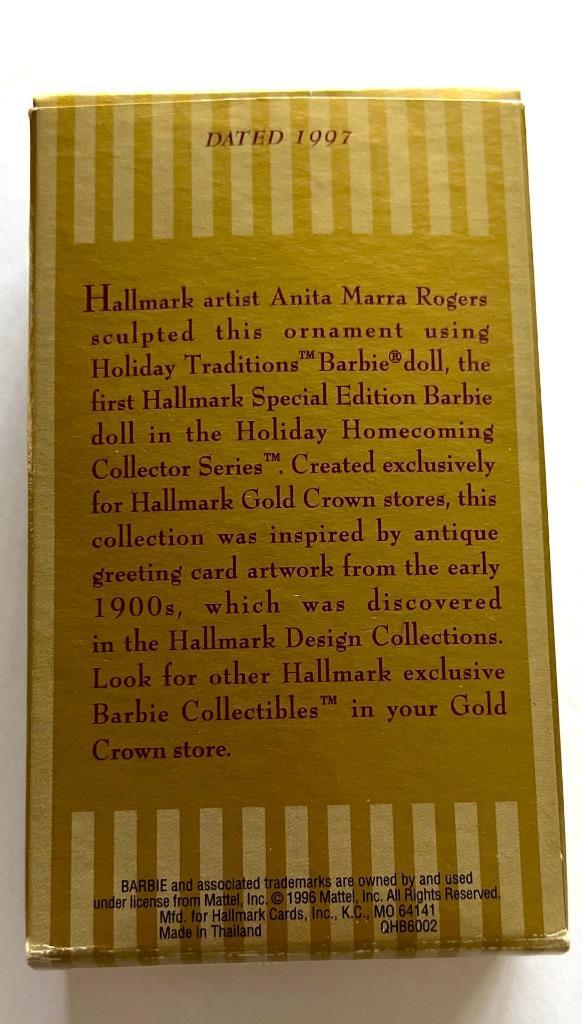 DATED 1997
Hallmark artist Anita Marra Rogers
sculpted this ornament using
Holiday Traditions™ Barbie® doll, the
first Hallmark Special Edition Barbie
doll in the Holiday Homecoming
Collector Series™. Created exclusively
for Hallmark Gold Crown stores, this
collection was inspired by antique
greeting card artwork from the early
1900s, which was discovered
in the Hallmark Design Collections.
Look for other Hallmark exclusive
Barbie Collectibles™ in your Gold
Crown store.
BARBIE and associated trademarks are owned by and used
under license from Mattel, Inc. © 1996 Mattel, Inc. All Rights Reserved.
Mfd. for Hallmark Cards, Inc., K.C., MO 64141
Made in Thailand QHB6002